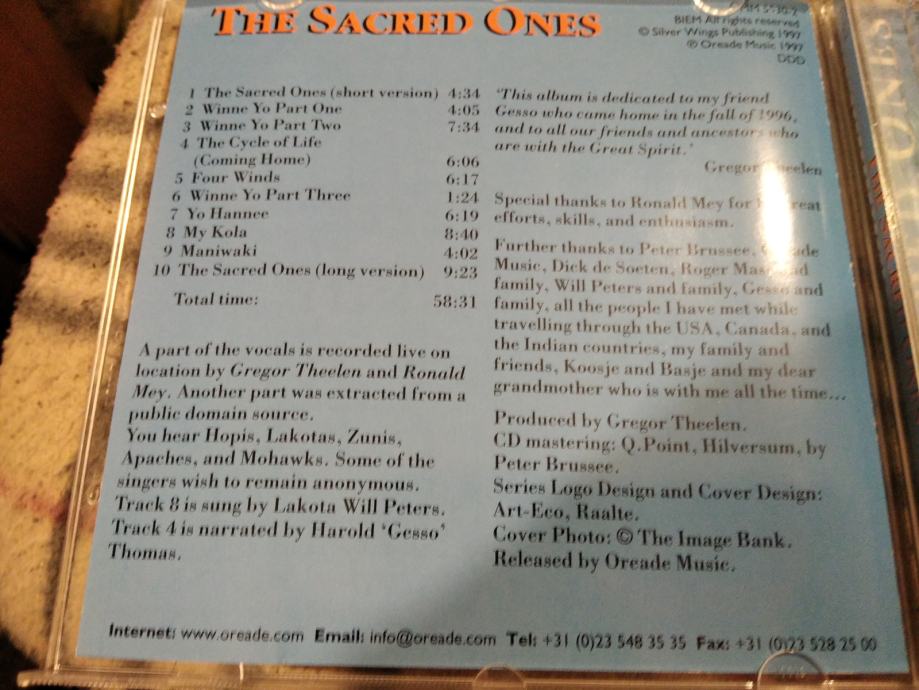 THE SACRED ONES
BIEM All rights reserved
© Silver Wings Publishing 1997
℗ Oreade Music 1997
DDD
1 The Sacred Ones (short version) 4:34
2 Winne Yo Part One 4:05
3 Winne Yo Part Two 7:34
4 The Cycle of Life
(Coming Home) 6:06
5 Four Winds 6:17
6 Winne Yo Part Three 1:24
7 Yo Hannee 6:19
8 My Kola 8:40
9 Maniwaki 4:02
10 The Sacred Ones (long version) 9:23
Total time: 58:31
A part of the vocals is recorded live on
location by Gregor Theelen and Ronald
Mey. Another part was extracted from a
public domain source.
You hear Hopis, Lakotas, Zunis,
Apaches, and Mohawks. Some of the
singers wish to remain anonymous.
Track 8 is sung by Lakota Will Peters.
Track 4 is narrated by Harold ‘Gesso’
Thomas.
‘This album is dedicated to my friend
Gesso who came home in the fall of 1996,
and to all our friends and ancestors who
are with the Great Spirit.’
Gregor Theelen
Special thanks to Ronald Mey for great
efforts, skills, and enthusiasm.
Further thanks to Peter Brussee, Oreade
Music, Dick de Soeten, Roger and
family, Will Peters and family, Gesso and
family, all the people I have met while
travelling through the USA, Canada, and
the Indian countries, my family and
friends, Koosje and Basje and my dear
grandmother who is with me all the time...
Produced by Gregor Theelen.
CD mastering: Q.Point, Hilversum, by
Peter Brussee.
Series Logo Design and Cover Design:
Art-Eco, Raalte.
Cover Photo: © The Image Bank.
Released by Oreade Music.
Internet: www.oreade.com Email: info@oreade.com Tel: +31 (0)23 548 35 35 Fax: +31 (0)23 528 25 00